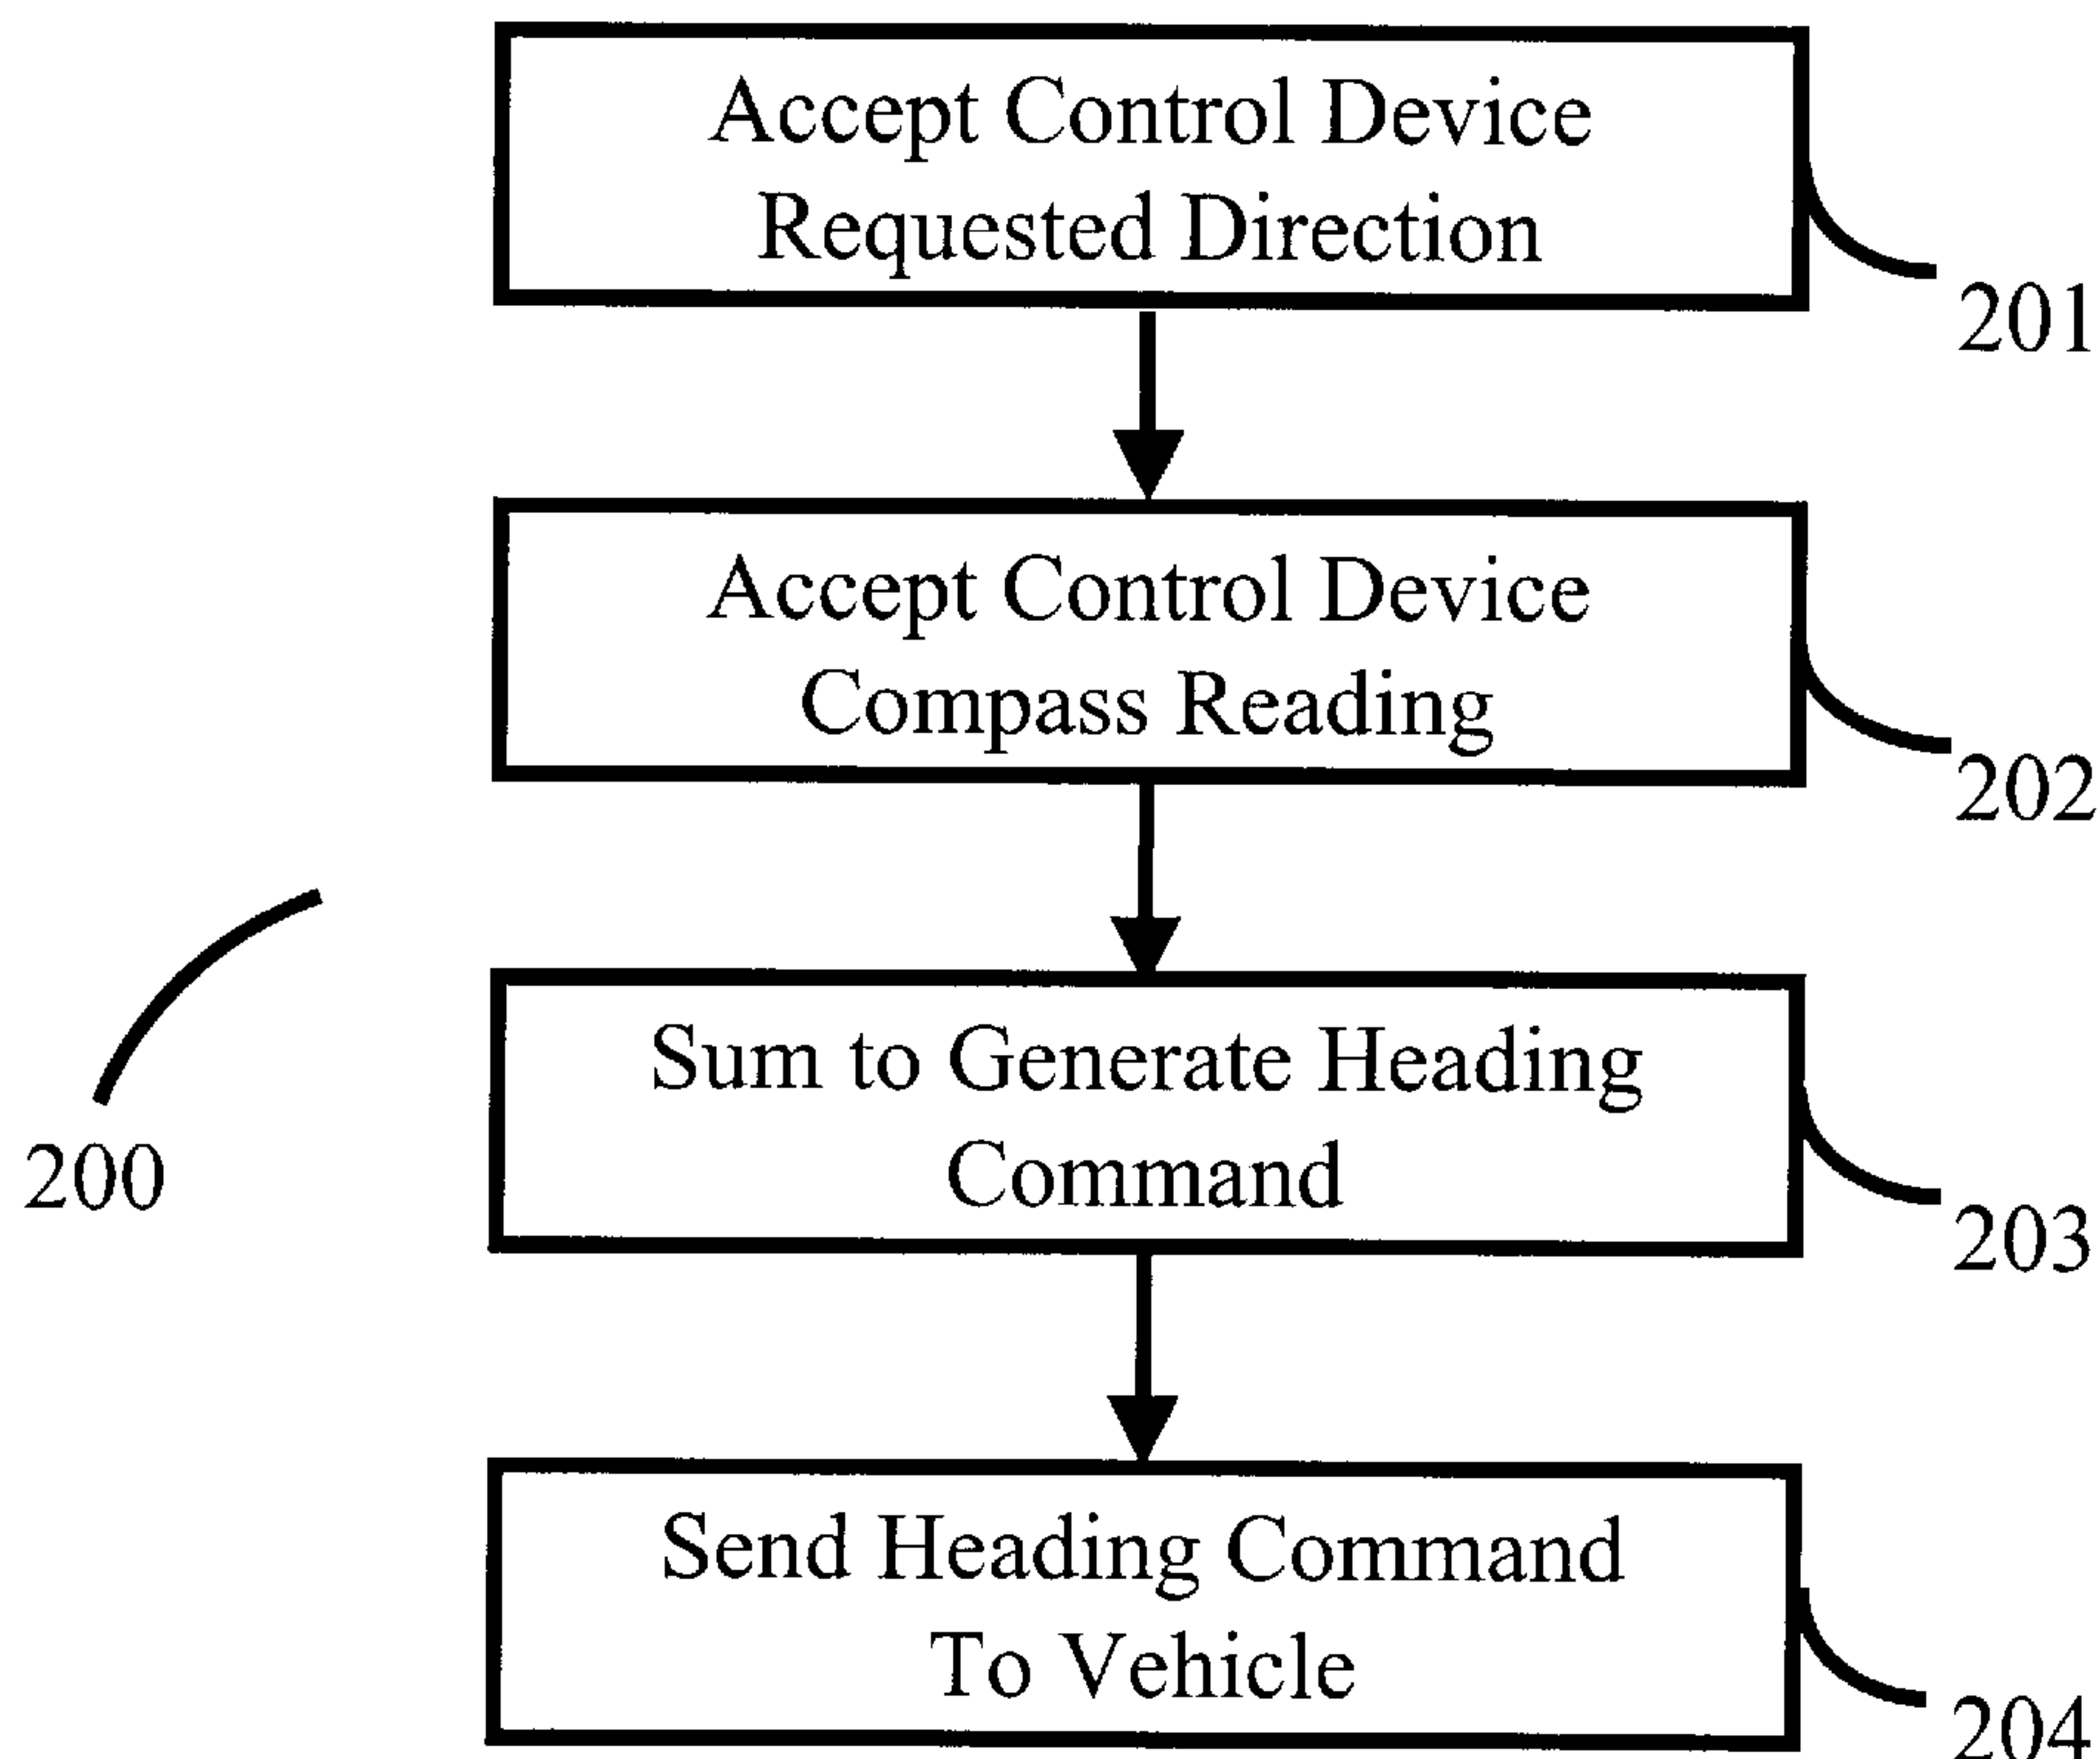 Accept Control Device
Requested Direction
201
Accept Control Device
Compass Reading
202
Sum to Generate Heading
Command
200
203
Send Heading Command
To Vehicle
204